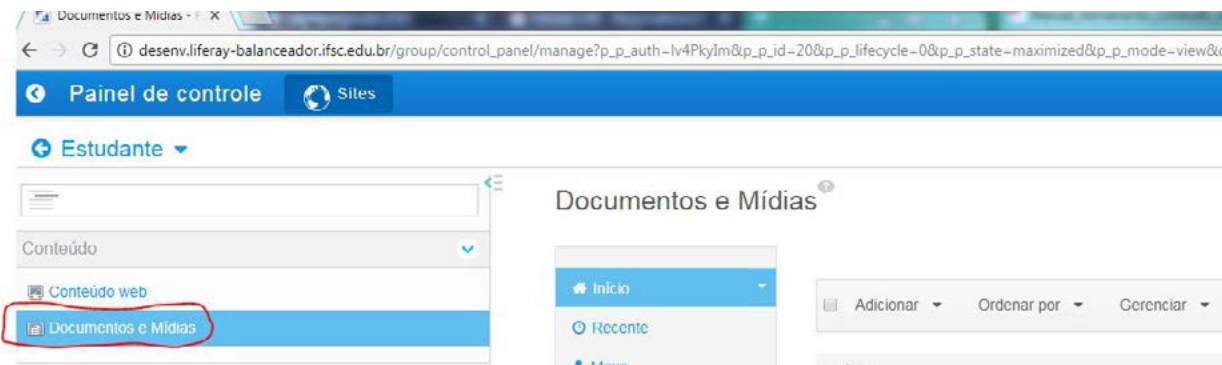 Documentos e Mídias -
desenv.liferay-balanceador.ifsc.edu.br/group/control_panel/manage?p_p_auth=Iv4PkyIm&p_p_id=20&p_p_lifecycle=0&p_p_state=maximized&p_p_mode=view&
Painel de controle Sites
Estudante
Documentos e Mídias
Conteúdo
Conteúdo web
Documentos e Mídias
Início
Recente
Adicionar Ordenar por Gerenciar